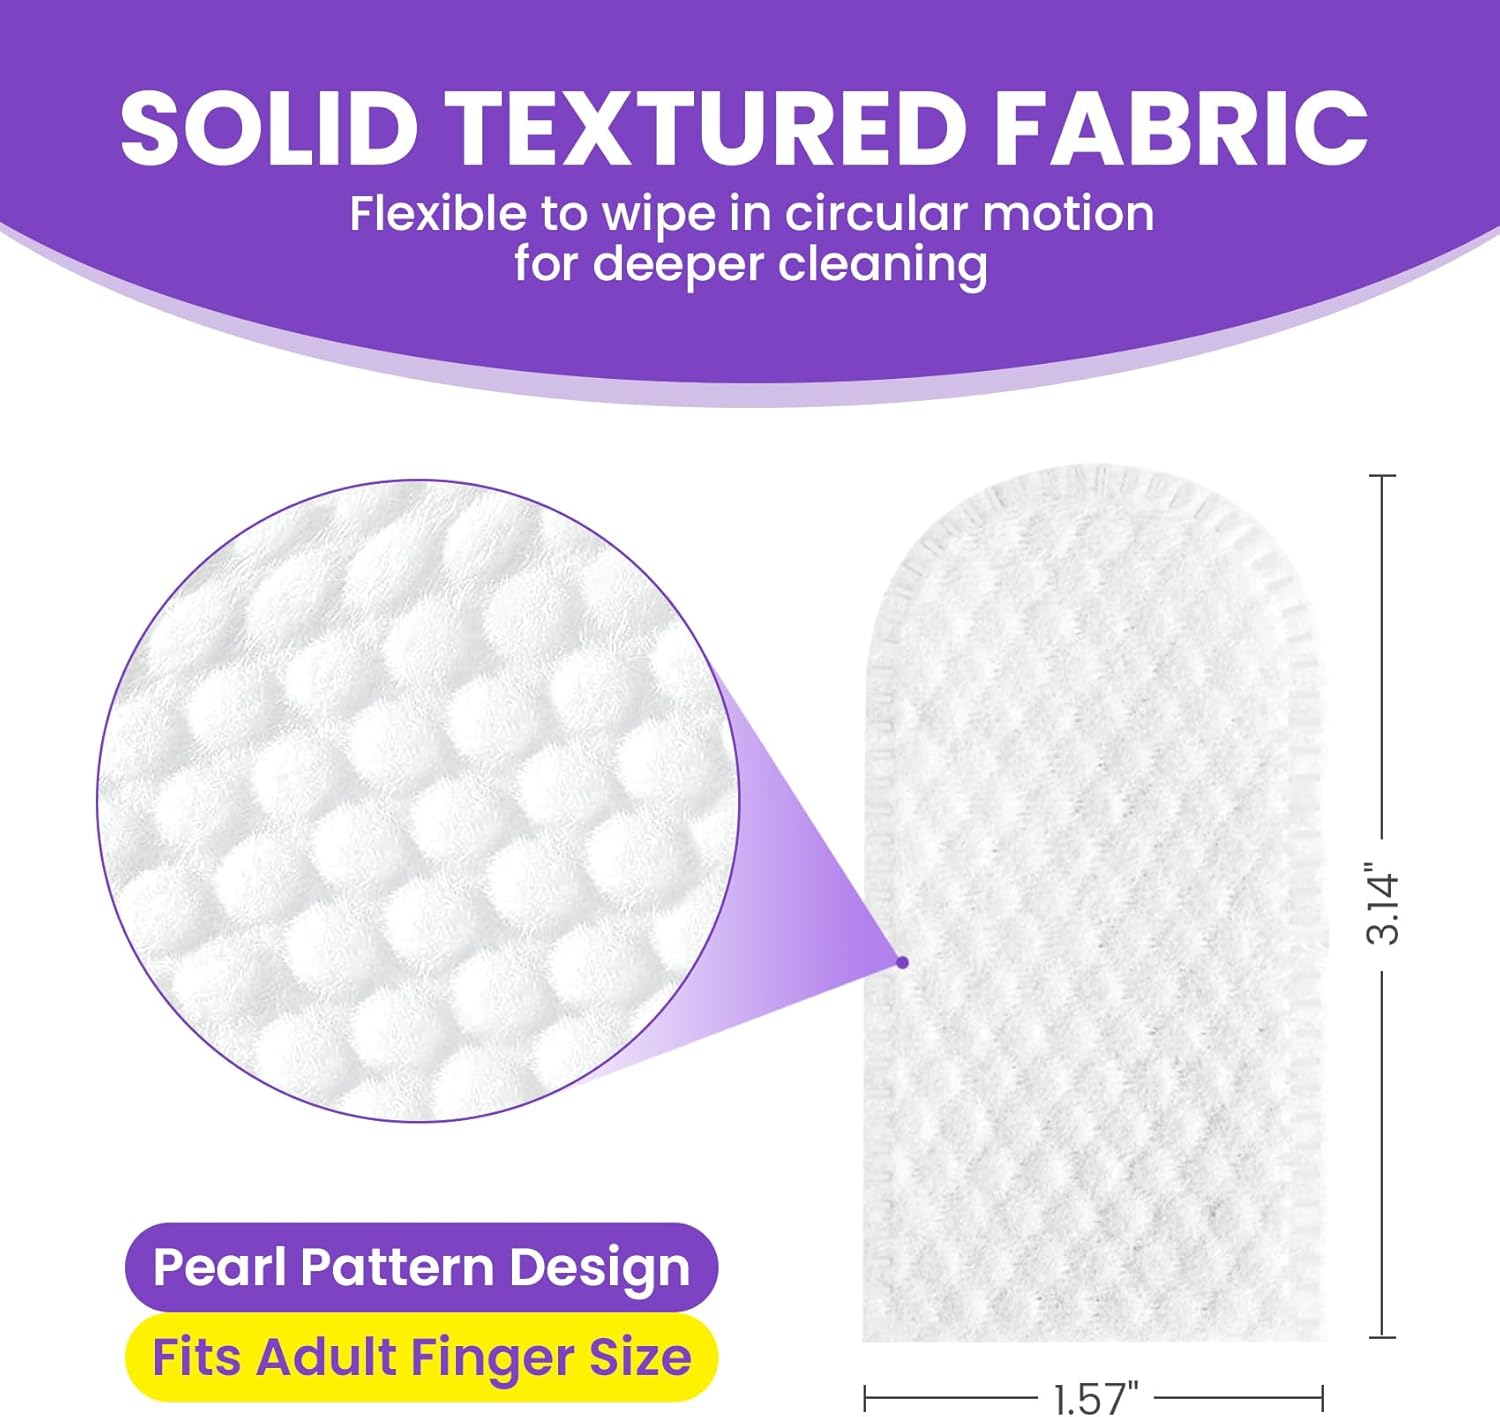 SOLID TEXTURED FABRIC
Flexible to wipe in circular motion
for deeper cleaning
3.14"
Pearl Pattern Design
Fits Adult Finger Size
1.57"